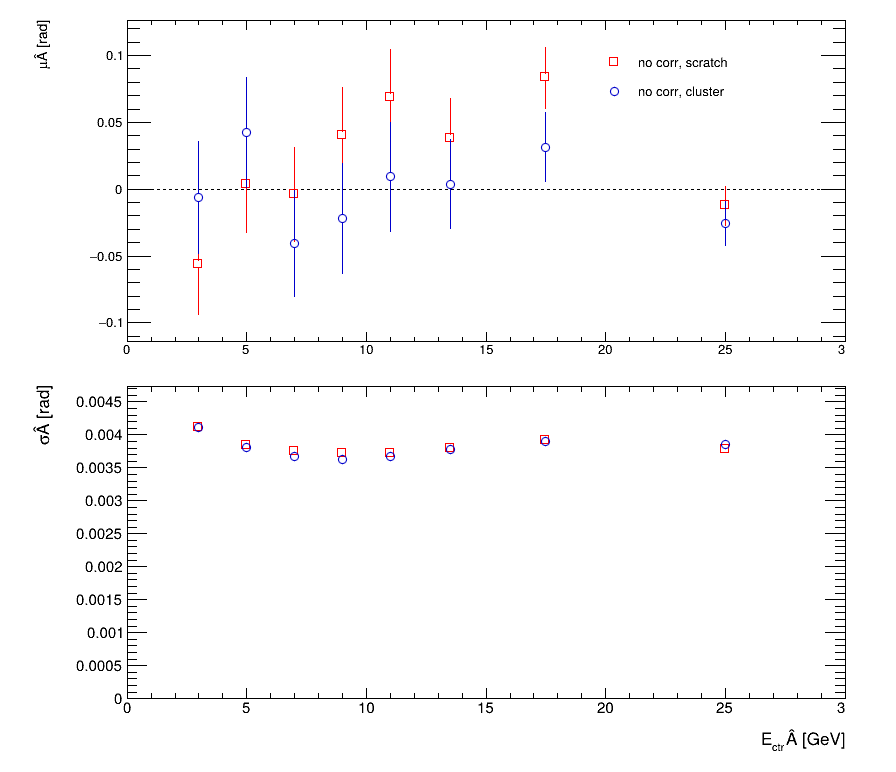 μÂ [rad]
0.1
0.05
0
−0.05
−0.1
no corr, scratch
no corr, cluster
0 5 10 15 20 25 3
σÂ [rad]
0.0045
0.004
0.0035
0.003
0.0025
0.002
0.0015
0.001
0.0005
0
0 5 10 15 20 25 3
E_ctr Â [GeV]